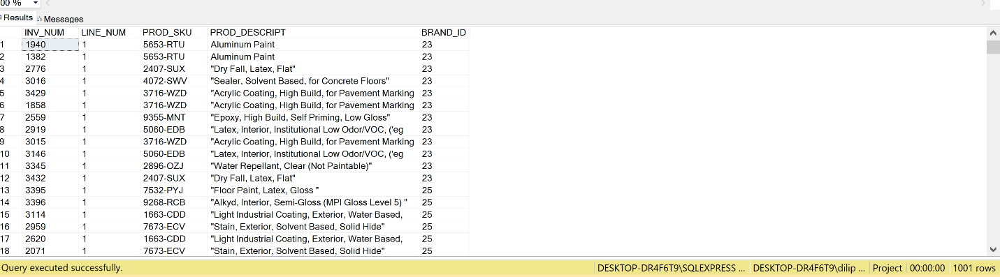 00 %
Results Messages
INV_NUM LINE_NUM PROD_SKU PROD_DESCRIPT BRAND_ID
1 1940 1 5653-RTU Aluminum Paint 23
2 1382 1 5653-RTU Aluminum Paint 23
3 2776 1 2407-SUX "Dry Fall, Latex, Flat" 23
4 3016 1 4072-SWV "Sealer, Solvent Based, for Concrete Floors" 23
5 3429 1 3716-WZD "Acrylic Coating, High Build, for Pavement Marking 23
6 1858 1 3716-WZD "Acrylic Coating, High Build, for Pavement Marking 23
7 2559 1 9355-MNT "Epoxy, High Build, Self Priming, Low Gloss" 23
8 2919 1 5060-EDB "Latex, Interior, Institutional Low Odor/VOC, ('eg 23
9 3015 1 3716-WZD "Acrylic Coating, High Build, for Pavement Marking 23
10 3146 1 5060-EDB "Latex, Interior, Institutional Low Odor/VOC, ('eg 23
11 3345 1 2896-OZJ "Water Repellant, Clear (Not Paintable)" 23
12 3432 1 2407-SUX "Dry Fall, Latex, Flat" 23
13 3395 1 7532-PYJ "Floor Paint, Latex, Gloss " 25
14 3396 1 9268-RCB "Alkyd, Interior, Semi-Gloss (MPI Gloss Level 5) " 25
15 3114 1 1663-CDD "Light Industrial Coating, Exterior, Water Based, 25
16 2959 1 7673-ECV "Stain, Exterior, Solvent Based, Solid Hide" 25
17 2620 1 1663-CDD "Light Industrial Coating, Exterior, Water Based, 25
18 2071 1 7673-ECV "Stain, Exterior, Solvent Based, Solid Hide" 25
Query executed successfully. DESKTOP-DR4F6T9\SQLEXPRESS ... DESKTOP-DR4F6T9\dilip ... Project 00:00:00 1001 rows